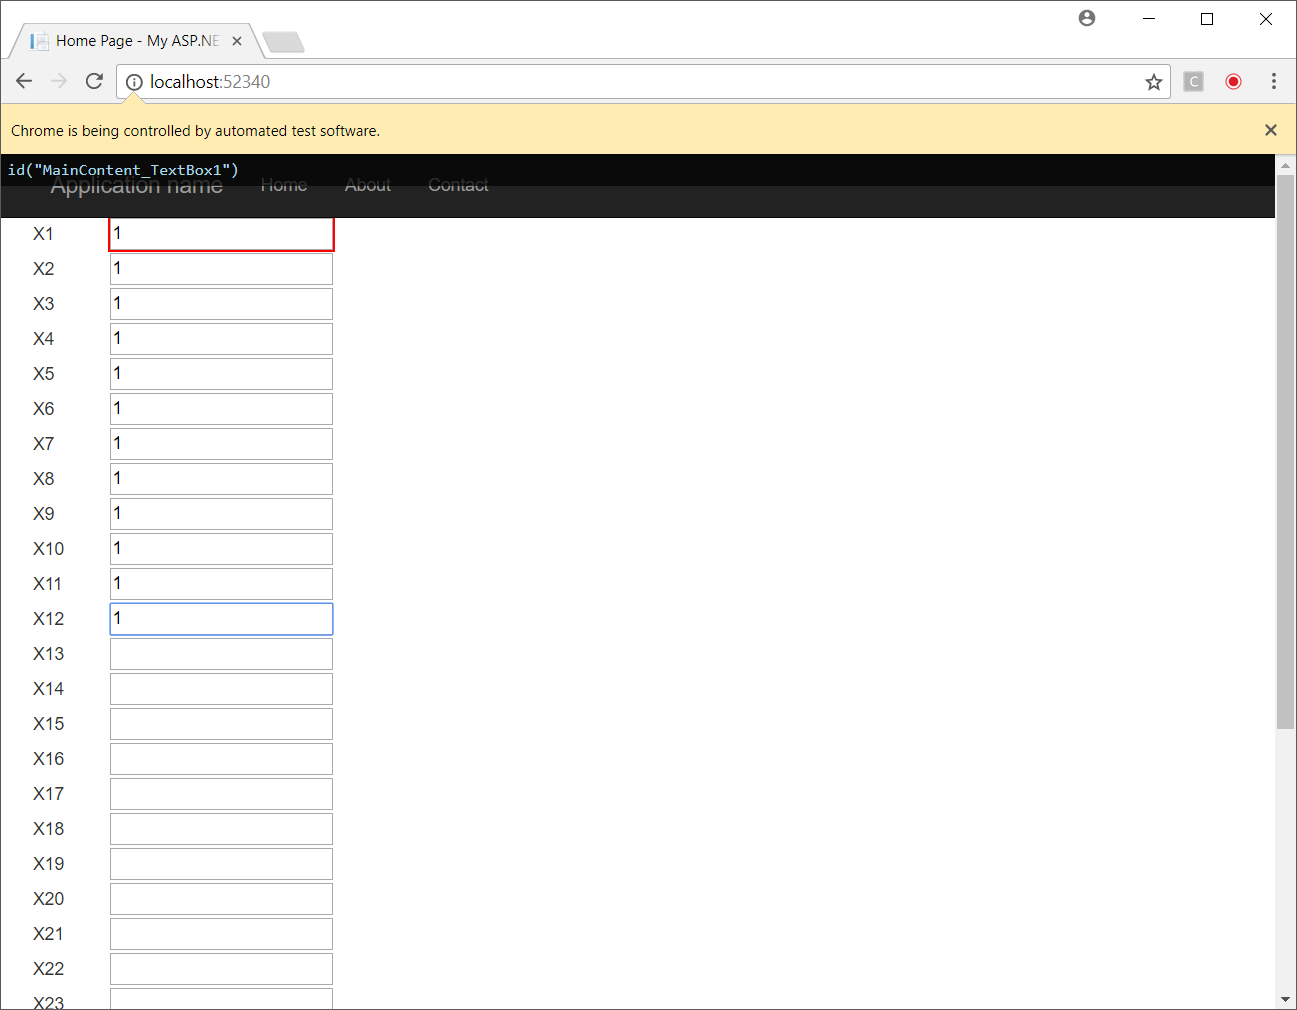 Home Page - My ASP.NE
localhost:52340
C
Chrome is being controlled by automated test software.
id("MainContent_TextBox1")
Application name Home About Contact
X1 1
X2 1
X3 1
X4 1
X5 1
X6 1
X7 1
X8 1
X9 1
X10 1
X11 1
X12 1
X13
X14
X15
X16
X17
X18
X19
X20
X21
X22
X23